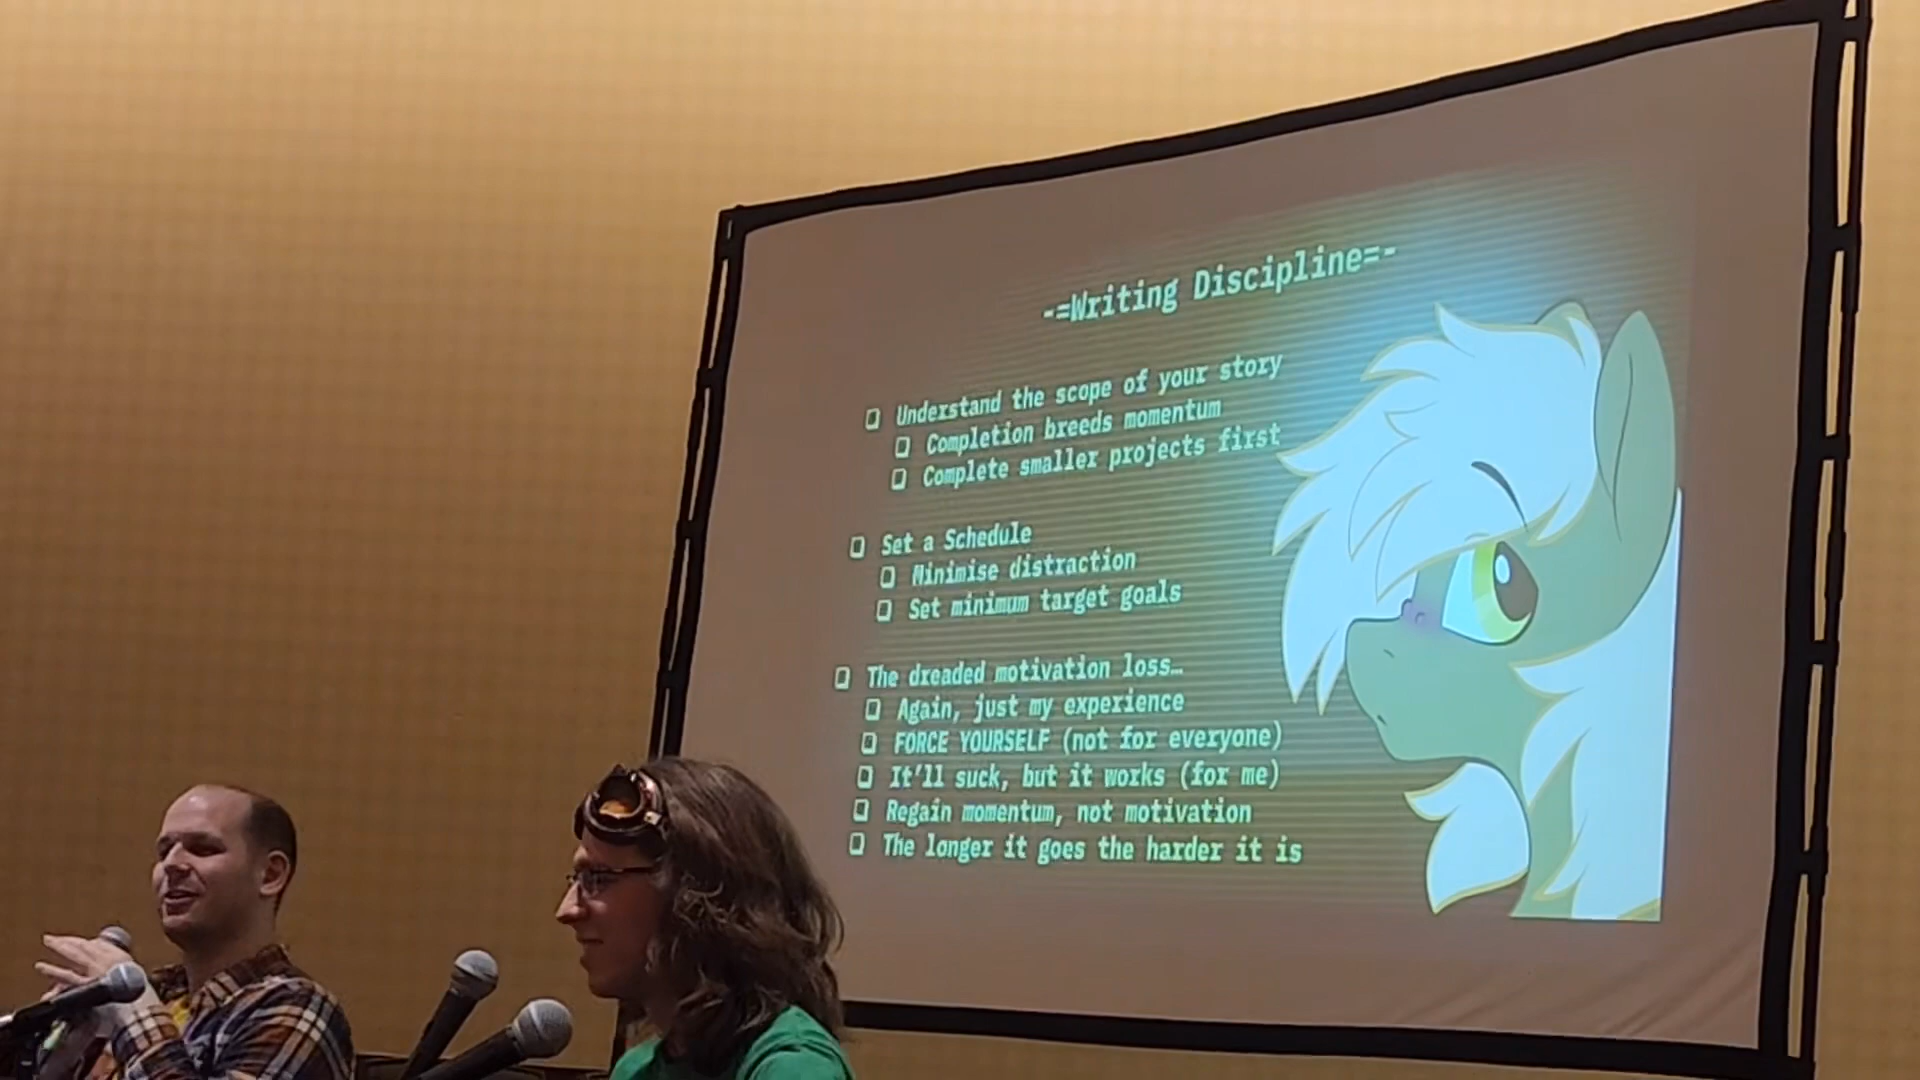 -=Writing Discipline=-
Understand the scope of your story
Completion breeds momentum
Complete smaller projects first
Set a Schedule
Minimise distraction
Set minimum target goals
The dreaded motivation loss…
Again, just my experience
FORCE YOURSELF (not for everyone)
It'll suck, but it works (for me)
Regain momentum, not motivation
The longer it goes the harder it is